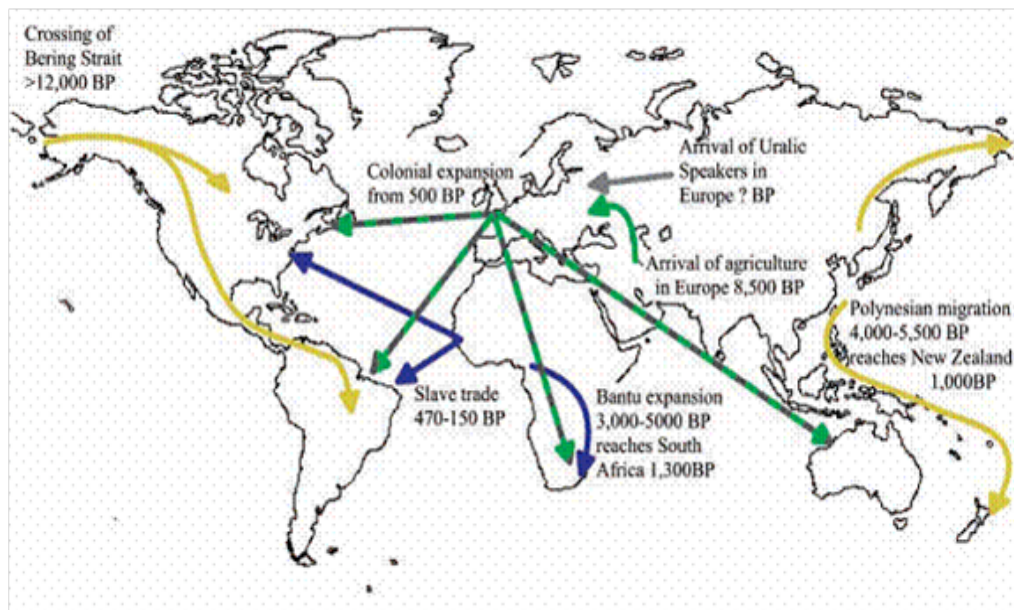 Crossing of
Bering Strait
>12,000 BP
Colonial expansion
from 500 BP
Arrival of Uralic
Speakers in
Europe ? BP
Arrival of agriculture
in Europe 8,500 BP
Polynesian migration
4,000-5,500 BP
reaches New Zealand
1,000BP
Slave trade
470-150 BP
Bantu expansion
3,000-5000 BP
reaches South
Africa 1,300BP